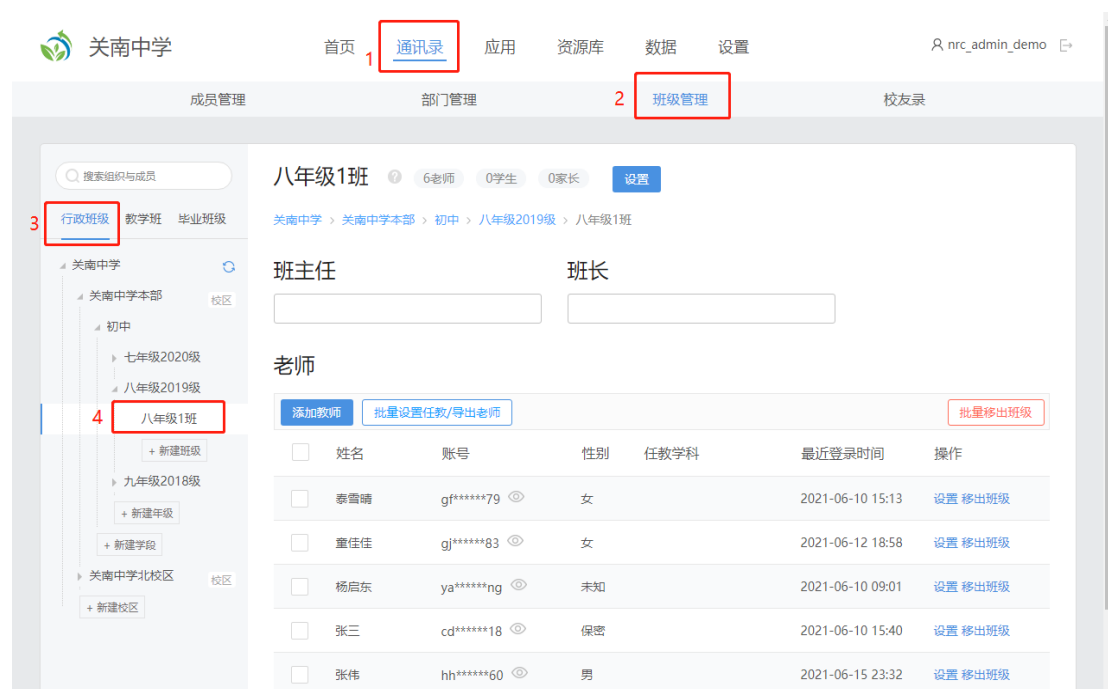 关南中学 首页 1 通讯录 应用 资源库 数据 设置 nrc_admin_demo
成员管理 部门管理 2 班级管理 校友录
搜索组织与成员
3 行政班级 教学班 毕业班级
关南中学
关南中学本部 校区
初中
七年级2020级
八年级2019级
4 八年级1班
+ 新建班级
九年级2018级
+ 新建年级
+ 新建学段
关南中学北校区 校区
+ 新建校区
八年级1班 ? 6老师 0学生 0家长 设置
关南中学 > 关南中学本部 > 初中 > 八年级2019级 > 八年级1班
班主任 班长
老师
添加教师 批量设置任教/导出老师 批量移出班级
姓名 账号 性别 任教学科 最近登录时间 操作
泰雪晴 gf******79 女 2021-06-10 15:13 设置 移出班级
童佳佳 gj******83 女 2021-06-12 18:58 设置 移出班级
杨启东 ya******ng 未知 2021-06-10 09:01 设置 移出班级
张三 cd******18 保密 2021-06-10 15:40 设置 移出班级
张伟 hh******60 男 2021-06-15 23:32 设置 移出班级